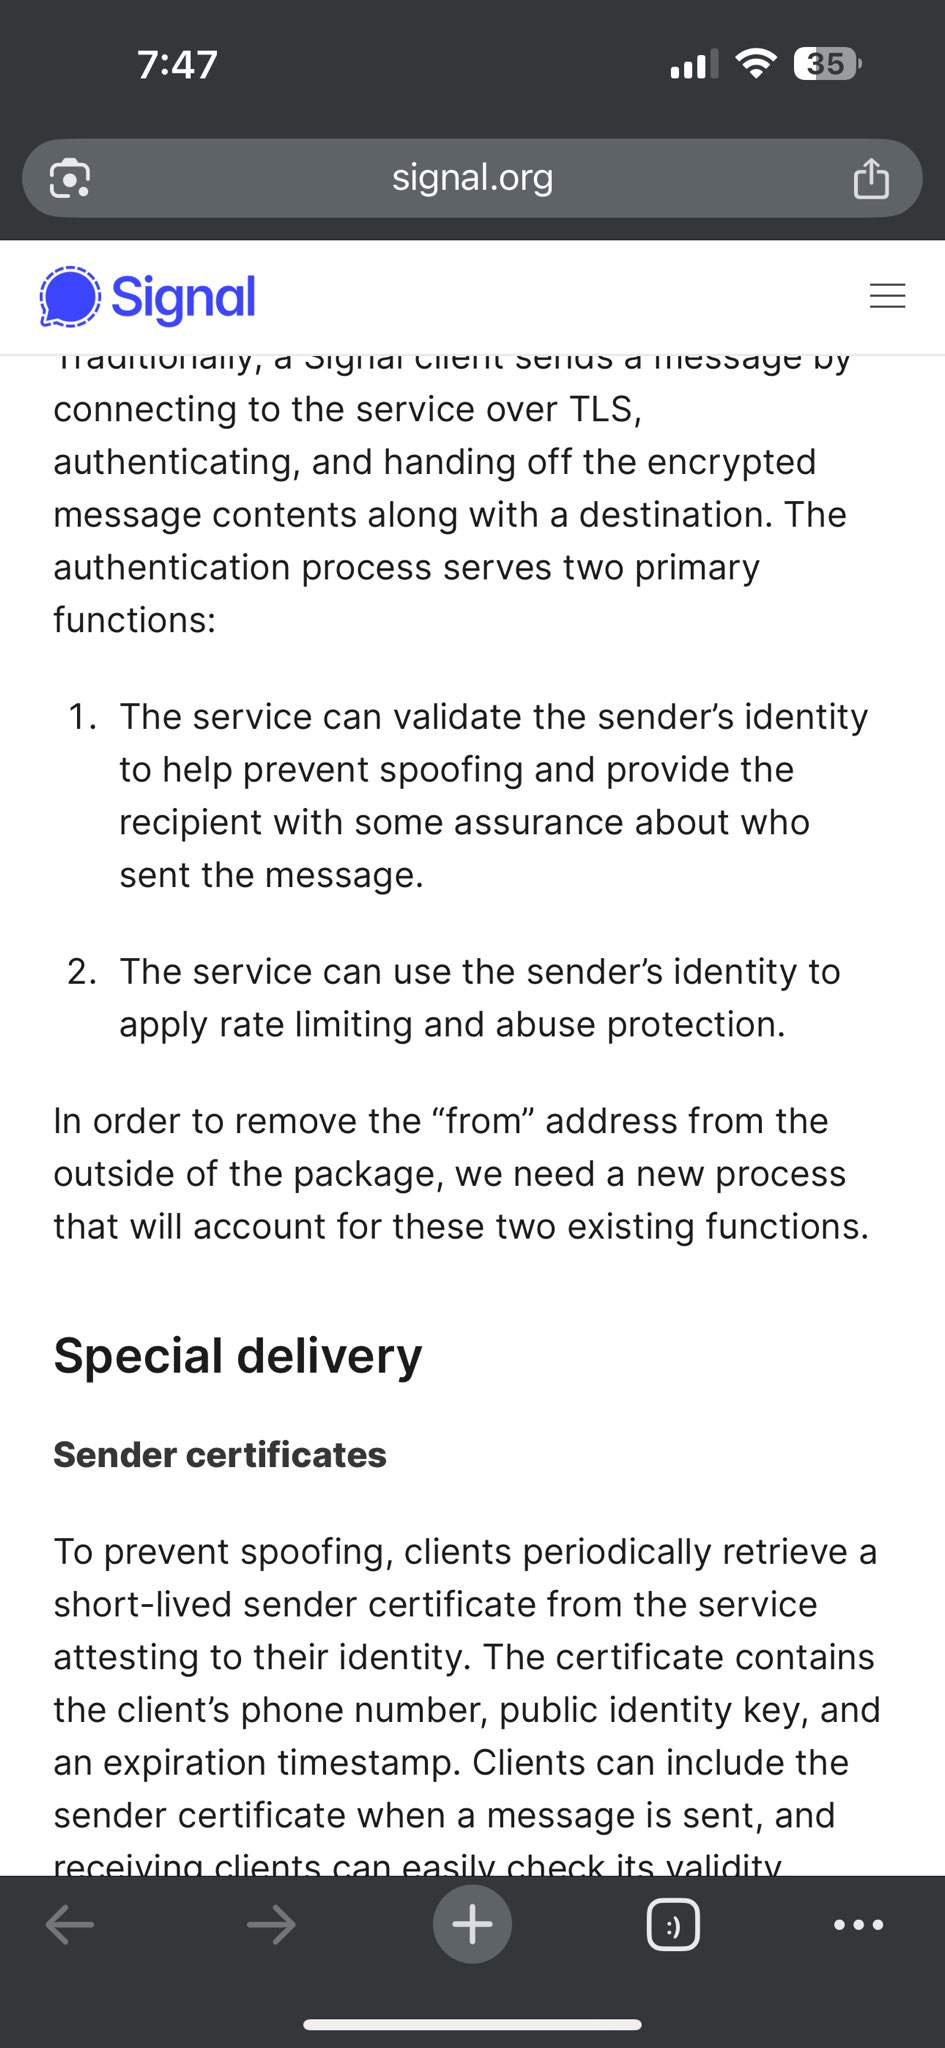 7:47
35
signal.org
Signal
Traditionally, a Signal client sends a message by
connecting to the service over TLS,
authenticating, and handing off the encrypted
message contents along with a destination. The
authentication process serves two primary
functions:
1. The service can validate the sender’s identity
to help prevent spoofing and provide the
recipient with some assurance about who
sent the message.
2. The service can use the sender’s identity to
apply rate limiting and abuse protection.
In order to remove the “from” address from the
outside of the package, we need a new process
that will account for these two existing functions.
Special delivery
Sender certificates
To prevent spoofing, clients periodically retrieve a
short-lived sender certificate from the service
attesting to their identity. The certificate contains
the client’s phone number, public identity key, and
an expiration timestamp. Clients can include the
sender certificate when a message is sent, and
receiving clients can easily check its validity
:)